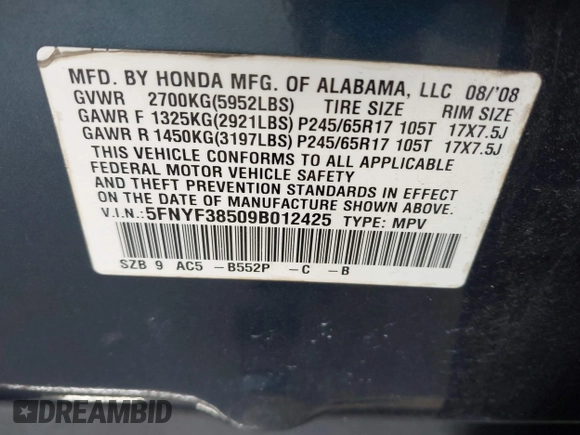 MFD. BY HONDA MFG. OF ALABAMA, LLC 08/'08
GVWR 2700KG(5952LBS) TIRE SIZE RIM SIZE
GAWR F 1325KG(2921LBS) P245/65R17 105T 17X7.5J
GAWR R 1450KG(3197LBS) P245/65R17 105T 17X7.5J
THIS VEHICLE CONFORMS TO ALL APPLICABLE
FEDERAL MOTOR VEHICLE SAFETY, BUMPER,
AND THEFT PREVENTION STANDARDS IN EFFECT
ON THE DATE OF MANUFACTURE SHOWN ABOVE.
V.I.N.: 5FNYF38509B012425 TYPE: MPV
SZB 9 AC5 -B552P -C -B
DREAMBID